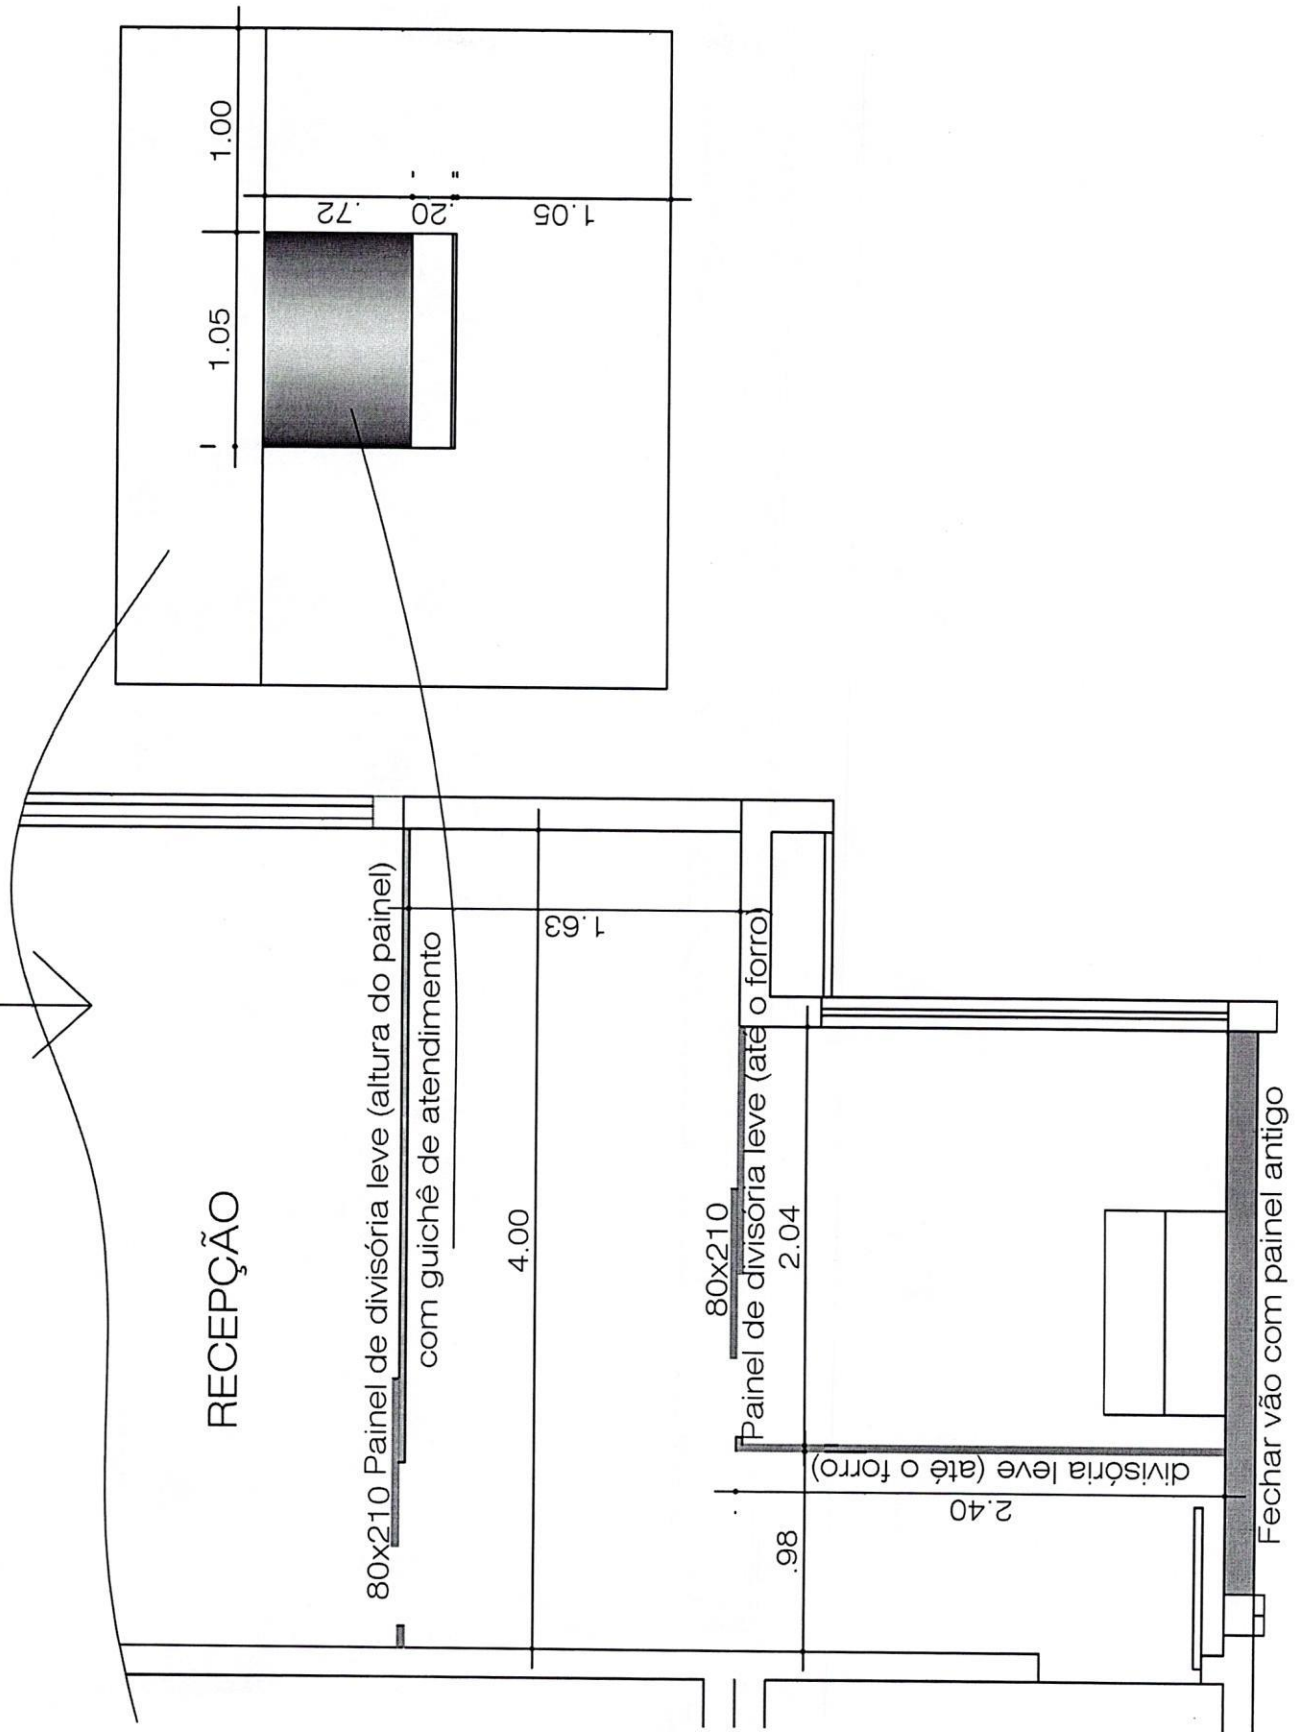 1.00
1.05
.72
.20
1.05
RECEPÇÃO
80x210 Painel de divisória leve (altura do painel)
com guichê de atendimento
4.00
1.63
80x210
Painel de divisória leve (até o forro)
2.04
.98
divisória leve (até o forro)
2.40
Fechar vão com painel antigo